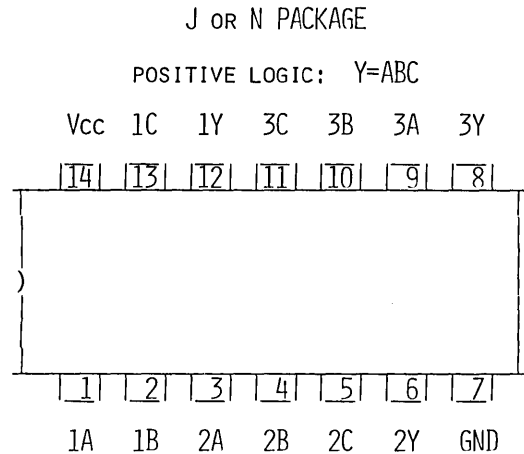 J OR N PACKAGE
POSITIVE LOGIC: Y=ABC
Vcc 1C 1Y 3C 3B 3A 3Y
14 13 12 11 10 9 8
1 2 3 4 5 6 7
1A 1B 2A 2B 2C 2Y GND